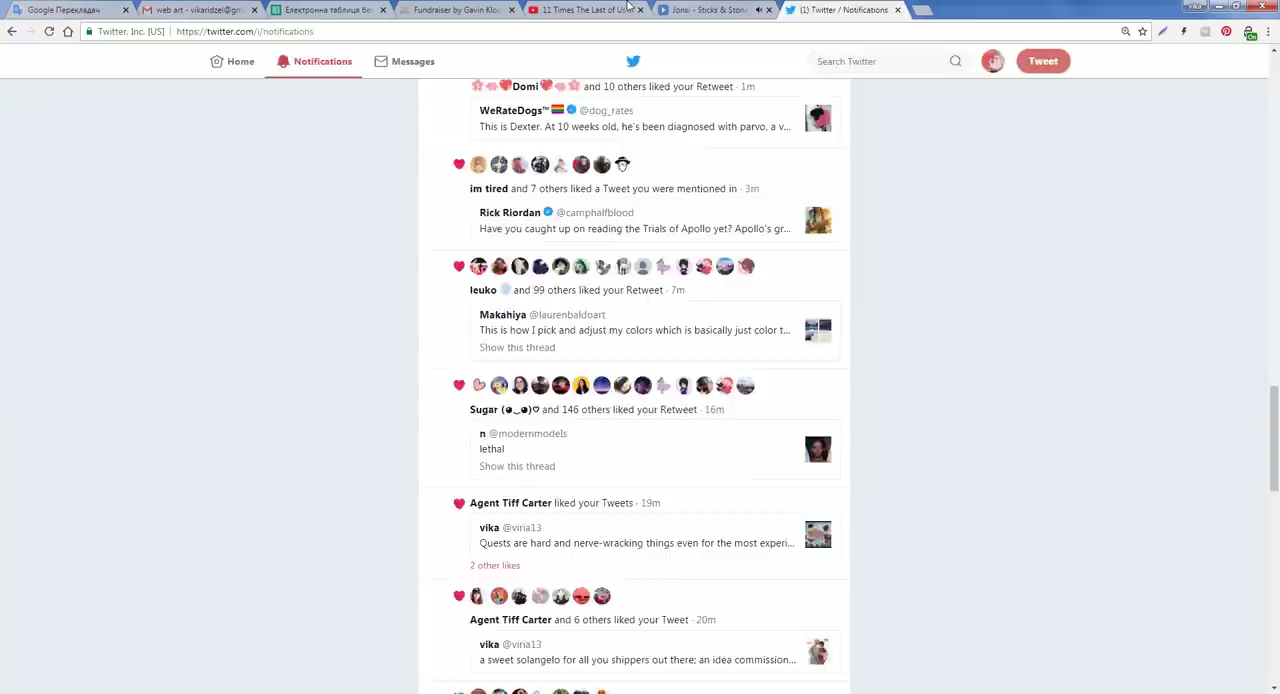 Google Перекладач
web art - vikaridzel@gm
Електронна таблиця без
Fundraiser by Gavin Kloc
11 Times The Last of Us
Jonsi - Sticks & Ston
(1) Twitter / Notifications
vika
Twitter, Inc. [US]
https://twitter.com/i/notifications
Home
Notifications
Messages
Search Twitter
Tweet
Domi and 10 others liked your Retweet · 1m
WeRateDogs™ @dog_rates
This is Dexter. At 10 weeks old, he's been diagnosed with parvo, a v...
im tired and 7 others liked a Tweet you were mentioned in · 3m
Rick Riordan @camphalfblood
Have you caught up on reading the Trials of Apollo yet? Apollo's gr...
leuko and 99 others liked your Retweet · 7m
Makahiya @laurenbaldoart
This is how I pick and adjust my colors which is basically just color t...
Show this thread
Sugar (◕‿◕)♡ and 146 others liked your Retweet · 16m
n @modernmodels
lethal
Show this thread
Agent Tiff Carter liked your Tweets · 19m
vika @viria13
Quests are hard and nerve-wracking things even for the most experi...
2 other likes
Agent Tiff Carter and 6 others liked your Tweet · 20m
vika @viria13
a sweet solangelo for all you shippers out there; an idea commission...